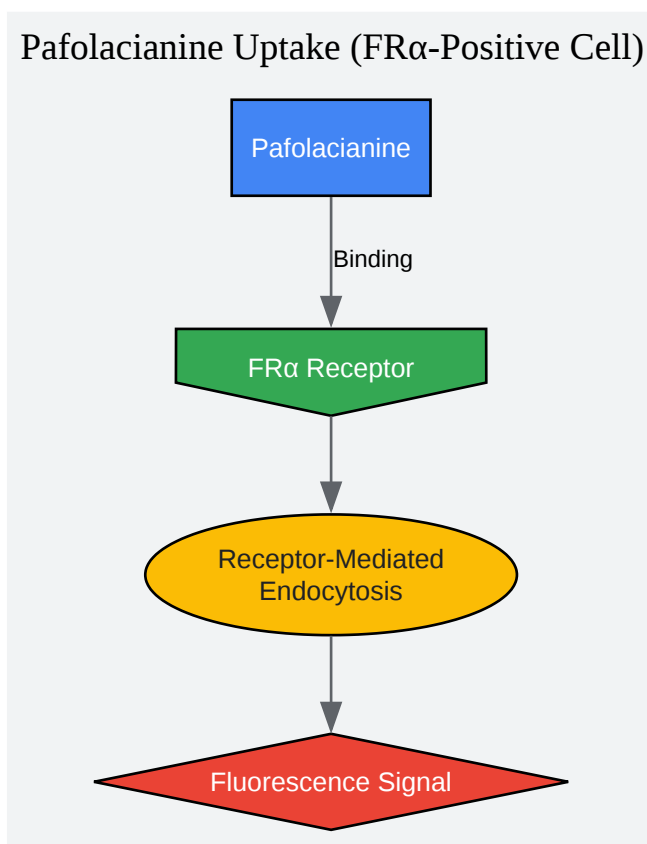 Pafolacianine Uptake (FRα-Positive Cell)
Pafolacianine
Binding
FRα Receptor
Receptor-Mediated
Endocytosis
Fluorescence Signal